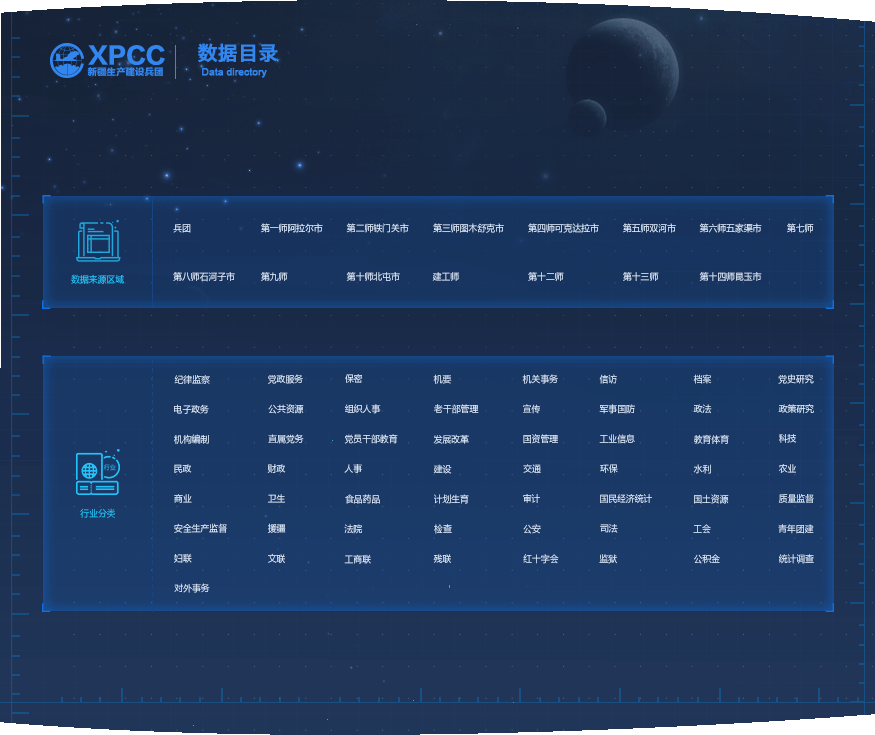 XPCC
新疆生产建设兵团
数据目录
Data directory
兵团 第一师阿拉尔市 第二师铁门关市 第三师图木舒克市 第四师可克达拉市 第五师双河市 第六师五家渠市 第七师
数据来源区域
第八师石河子市 第九师 第十师北屯市 建工师 第十二师 第十三师 第十四师昆玉市
纪律监察 党政服务 保密 机要 机关事务 信访 档案 党史研究
电子政务 公共资源 组织人事 老干部管理 宣传 军事国防 政法 政策研究
机构编制 直属党务 党员干部教育 发展改革 国资管理 工业信息 教育体育 科技
民政 财政 人事 建设 交通 环保 水利 农业
行业
商业 卫生 食品药品 计划生育 审计 国民经济统计 国土资源 质量监督
行业分类
安全生产监督 援疆 法院 检查 公安 司法 工会 青年团建
妇联 文联 工商联 残联 红十字会 监狱 公积金 统计调查
对外事务